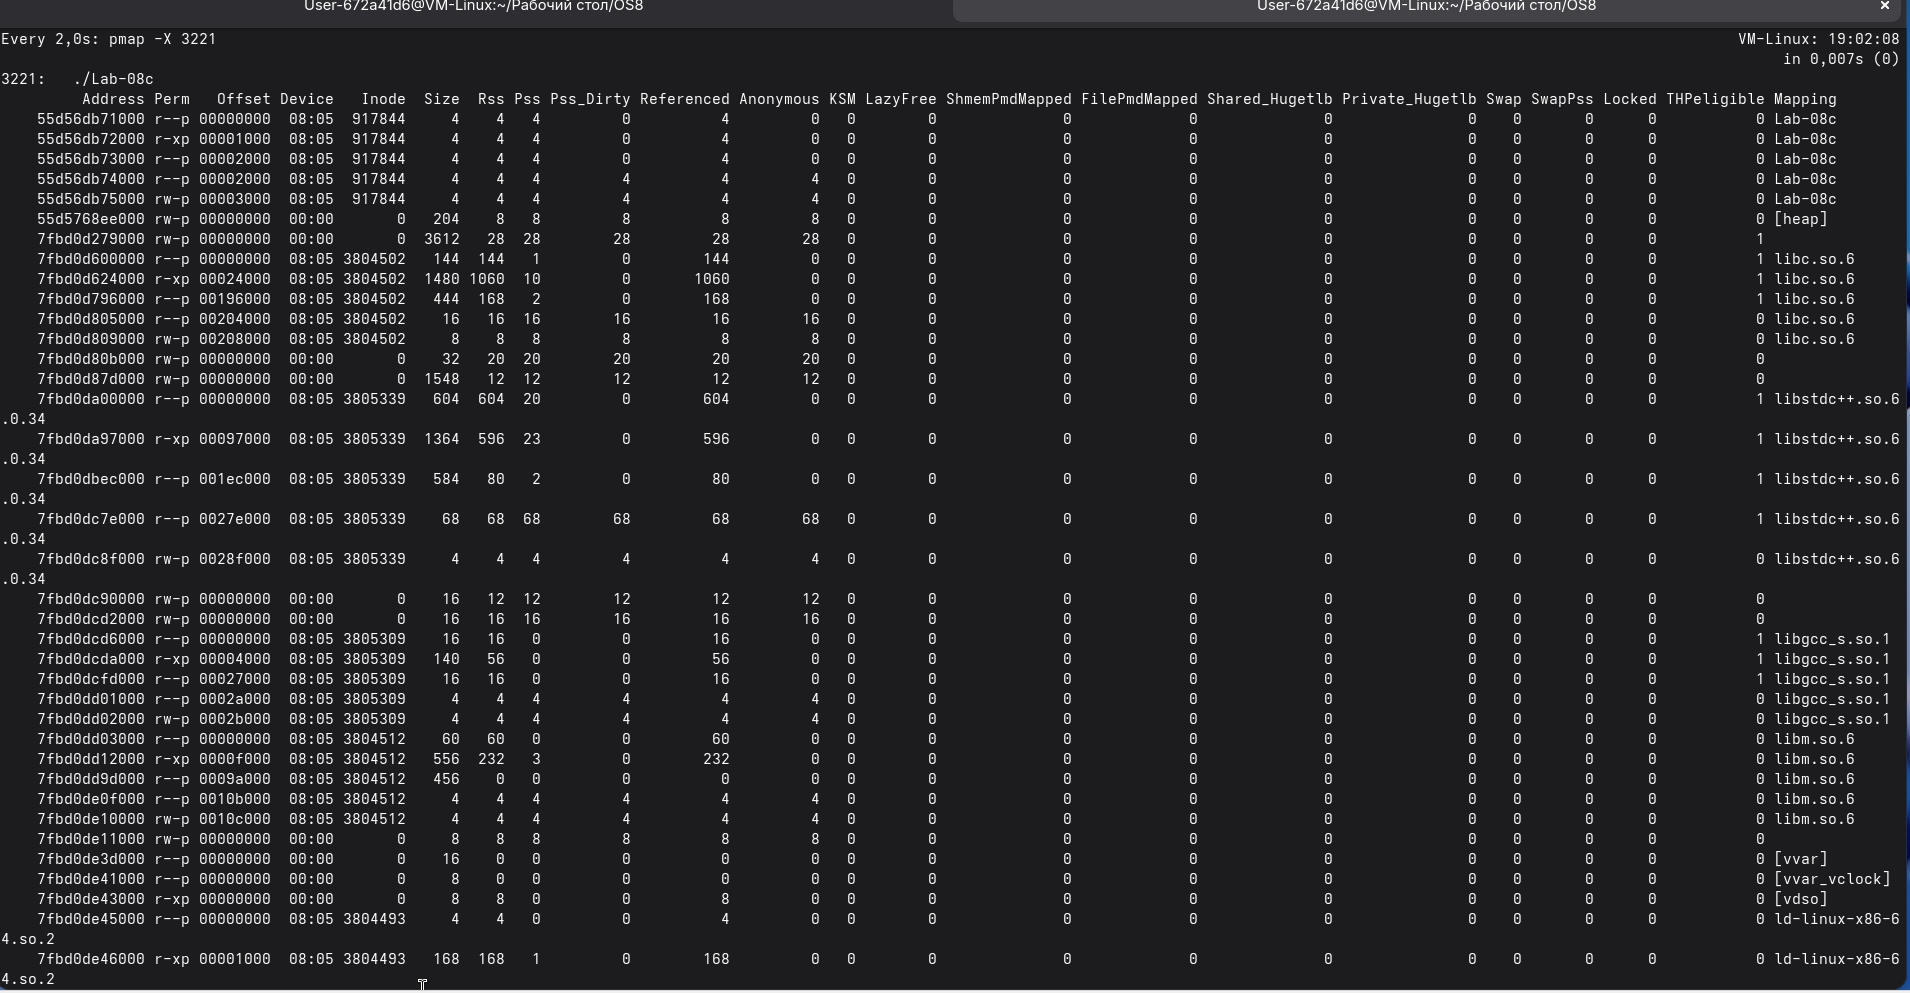 User-672a41d6@VM-Linux:~/Рабочий стол/OS8 User-672a41d6@VM-Linux:~/Рабочий стол/OS8 ×
Every 2,0s: pmap -X 3221 VM-Linux: 19:02:08
in 0,007s (0)
3221: ./Lab-08c
Address Perm Offset Device Inode Size Rss Pss Pss_Dirty Referenced Anonymous KSM LazyFree ShmemPmdMapped FilePmdMapped Shared_Hugetlb Private_Hugetlb Swap SwapPss Locked THPeligible Mapping
55d56db71000 r--p 00000000 08:05 917844 4 4 4 0 4 0 0 0 0 0 0 0 0 0 0 0 Lab-08c
55d56db72000 r-xp 00001000 08:05 917844 4 4 4 0 4 0 0 0 0 0 0 0 0 0 0 0 Lab-08c
55d56db73000 r--p 00002000 08:05 917844 4 4 4 0 4 0 0 0 0 0 0 0 0 0 0 0 Lab-08c
55d56db74000 r--p 00002000 08:05 917844 4 4 4 4 4 4 0 0 0 0 0 0 0 0 0 0 Lab-08c
55d56db75000 rw-p 00003000 08:05 917844 4 4 4 4 4 4 0 0 0 0 0 0 0 0 0 0 Lab-08c
55d5768ee000 rw-p 00000000 00:00 0 204 8 8 8 8 8 0 0 0 0 0 0 0 0 0 0 [heap]
7fbd0d279000 rw-p 00000000 00:00 0 3612 28 28 28 28 28 0 0 0 0 0 0 0 0 0 1
7fbd0d600000 r--p 00000000 08:05 3804502 144 144 1 0 144 0 0 0 0 0 0 0 0 0 0 1 libc.so.6
7fbd0d624000 r-xp 00024000 08:05 3804502 1480 1060 10 0 1060 0 0 0 0 0 0 0 0 0 0 1 libc.so.6
7fbd0d796000 r--p 00196000 08:05 3804502 444 168 2 0 168 0 0 0 0 0 0 0 0 0 0 1 libc.so.6
7fbd0d805000 r--p 00204000 08:05 3804502 16 16 16 16 16 16 0 0 0 0 0 0 0 0 0 0 libc.so.6
7fbd0d809000 rw-p 00208000 08:05 3804502 8 8 8 8 8 8 0 0 0 0 0 0 0 0 0 0 libc.so.6
7fbd0d80b000 rw-p 00000000 00:00 0 32 20 20 20 20 20 0 0 0 0 0 0 0 0 0 0
7fbd0d87d000 rw-p 00000000 00:00 0 1548 12 12 12 12 12 0 0 0 0 0 0 0 0 0 0
7fbd0da00000 r--p 00000000 08:05 3805339 604 604 20 0 604 0 0 0 0 0 0 0 0 0 0 1 libstdc++.so.6
.0.34
7fbd0da97000 r-xp 00097000 08:05 3805339 1364 596 23 0 596 0 0 0 0 0 0 0 0 0 0 1 libstdc++.so.6
.0.34
7fbd0dbec000 r--p 001ec000 08:05 3805339 584 80 2 0 80 0 0 0 0 0 0 0 0 0 0 1 libstdc++.so.6
.0.34
7fbd0dc7e000 r--p 0027e000 08:05 3805339 68 68 68 68 68 68 0 0 0 0 0 0 0 0 0 1 libstdc++.so.6
.0.34
7fbd0dc8f000 rw-p 0028f000 08:05 3805339 4 4 4 4 4 4 0 0 0 0 0 0 0 0 0 0 libstdc++.so.6
.0.34
7fbd0dc90000 rw-p 00000000 00:00 0 16 12 12 12 12 12 0 0 0 0 0 0 0 0 0 0
7fbd0dcd2000 rw-p 00000000 00:00 0 16 16 16 16 16 16 0 0 0 0 0 0 0 0 0 0
7fbd0dcd6000 r--p 00000000 08:05 3805309 16 16 0 0 16 0 0 0 0 0 0 0 0 0 0 1 libgcc_s.so.1
7fbd0dcda000 r-xp 00004000 08:05 3805309 140 56 0 0 56 0 0 0 0 0 0 0 0 0 0 1 libgcc_s.so.1
7fbd0dcfd000 r--p 00027000 08:05 3805309 16 16 0 0 16 0 0 0 0 0 0 0 0 0 0 1 libgcc_s.so.1
7fbd0dd01000 r--p 0002a000 08:05 3805309 4 4 4 4 4 4 0 0 0 0 0 0 0 0 0 0 libgcc_s.so.1
7fbd0dd02000 rw-p 0002b000 08:05 3805309 4 4 4 4 4 4 0 0 0 0 0 0 0 0 0 0 libgcc_s.so.1
7fbd0dd03000 r--p 00000000 08:05 3804512 60 60 0 0 60 0 0 0 0 0 0 0 0 0 0 0 libm.so.6
7fbd0dd12000 r-xp 0000f000 08:05 3804512 556 232 3 0 232 0 0 0 0 0 0 0 0 0 0 0 libm.so.6
7fbd0dd9d000 r--p 0009a000 08:05 3804512 456 0 0 0 0 0 0 0 0 0 0 0 0 0 0 0 libm.so.6
7fbd0de0f000 r--p 0010b000 08:05 3804512 4 4 4 4 4 4 0 0 0 0 0 0 0 0 0 0 libm.so.6
7fbd0de10000 rw-p 0010c000 08:05 3804512 4 4 4 4 4 4 0 0 0 0 0 0 0 0 0 0 libm.so.6
7fbd0de11000 rw-p 00000000 00:00 0 8 8 8 8 8 8 0 0 0 0 0 0 0 0 0 0
7fbd0de3d000 r--p 00000000 00:00 0 16 0 0 0 0 0 0 0 0 0 0 0 0 0 0 0 [vvar]
7fbd0de41000 r--p 00000000 00:00 0 8 0 0 0 0 0 0 0 0 0 0 0 0 0 0 0 [vvar_vclock]
7fbd0de43000 r-xp 00000000 00:00 0 8 8 0 0 8 0 0 0 0 0 0 0 0 0 0 0 [vdso]
7fbd0de45000 r--p 00000000 08:05 3804493 4 4 0 0 4 0 0 0 0 0 0 0 0 0 0 0 ld-linux-x86-6
4.so.2
7fbd0de46000 r-xp 00001000 08:05 3804493 168 168 1 0 168 0 0 0 0 0 0 0 0 0 0 0 ld-linux-x86-6
4.so.2